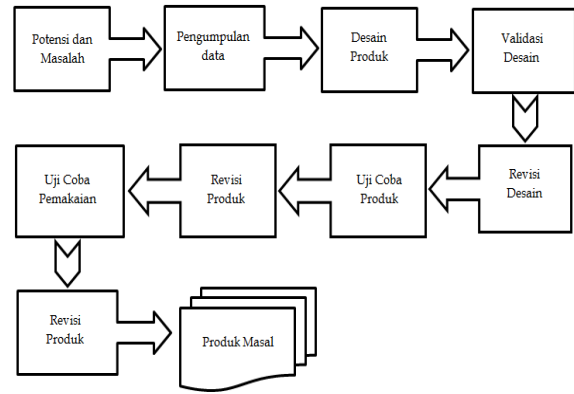 Potensi dan
Masalah
Pengumpulan
data
Desain
Produk
Validasi
Desain
Revisi
Desain
Uji Coba
Produk
Revisi
Produk
Uji Coba
Pemakaian
Revisi
Produk
Produk Masal